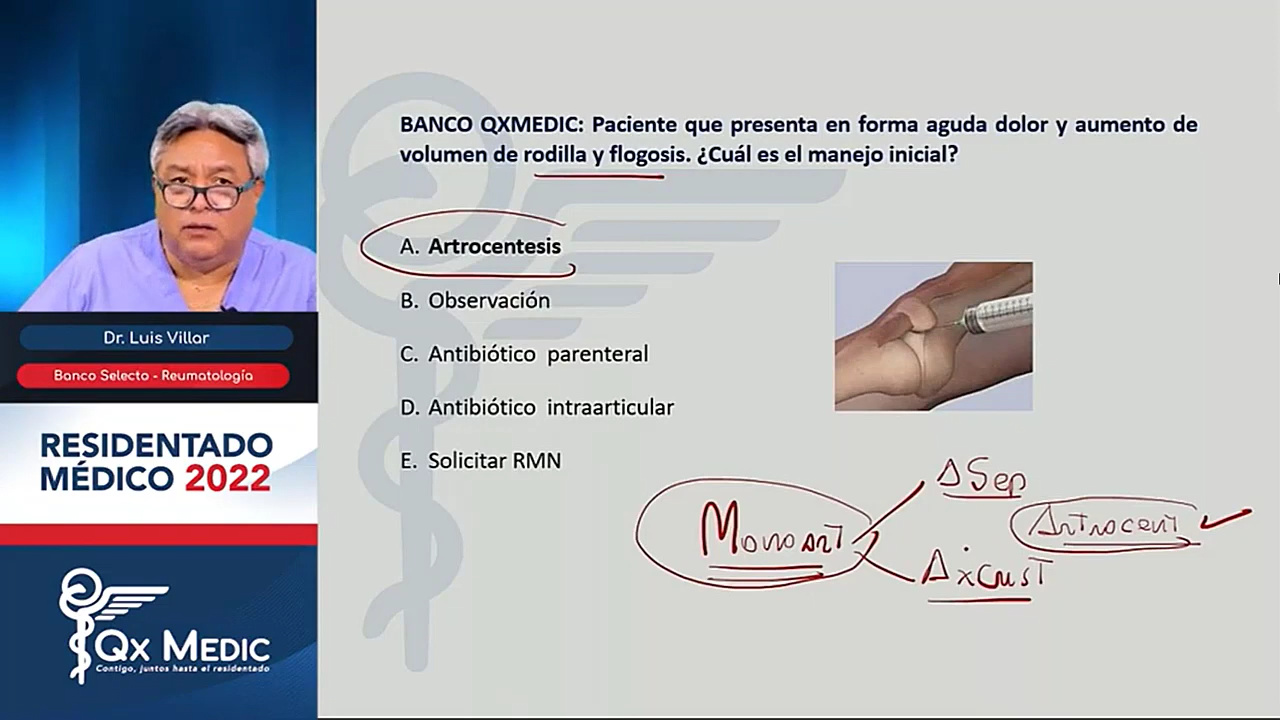 BANCO QXMEDIC: Paciente que presenta en forma aguda dolor y aumento de
volumen de rodilla y flogosis. ¿Cuál es el manejo inicial?
A. Artrocentesis
B. Observación
C. Antibiótico parenteral
D. Antibiótico intraarticular
E. Solicitar RMN
Monoart
A Sep
Artrocent
A x crist
Dr. Luis Villar
Banco Selecto - Reumatología
RESIDENTADO
MÉDICO 2022
QX MEDIC
Contigo, juntos hasta el residentado